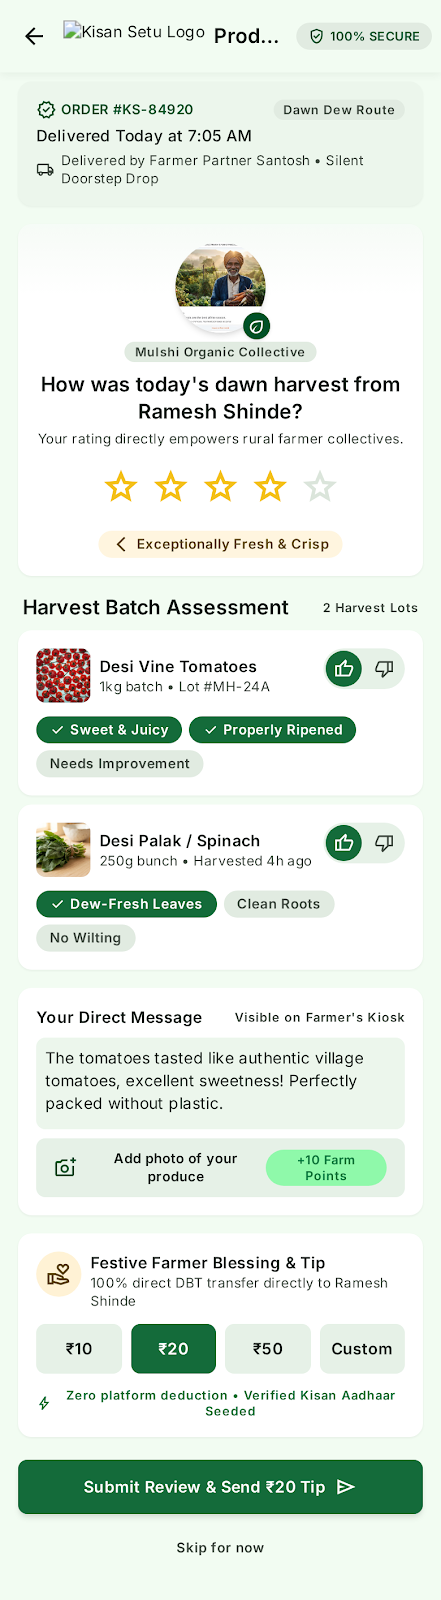 Kisan Setu Logo
Prod...
100% SECURE
ORDER #KS-84920
Dawn Dew Route
Delivered Today at 7:05 AM
Delivered by Farmer Partner Santosh • Silent
Doorstep Drop
Mulshi Organic Collective
How was today's dawn harvest from
Ramesh Shinde?
Your rating directly empowers rural farmer collectives.
Exceptionally Fresh & Crisp
Harvest Batch Assessment
2 Harvest Lots
Desi Vine Tomatoes
1kg batch • Lot #MH-24A
Sweet & Juicy
Properly Ripened
Needs Improvement
Desi Palak / Spinach
250g bunch • Harvested 4h ago
Dew-Fresh Leaves
Clean Roots
No Wilting
Your Direct Message
Visible on Farmer's Kiosk
The tomatoes tasted like authentic village
tomatoes, excellent sweetness! Perfectly
packed without plastic.
Add photo of your
produce
+10 Farm
Points
Festive Farmer Blessing & Tip
100% direct DBT transfer directly to Ramesh
Shinde
₹10
₹20
₹50
Custom
Zero platform deduction • Verified Kisan Aadhaar
Seeded
Submit Review & Send ₹20 Tip
Skip for now